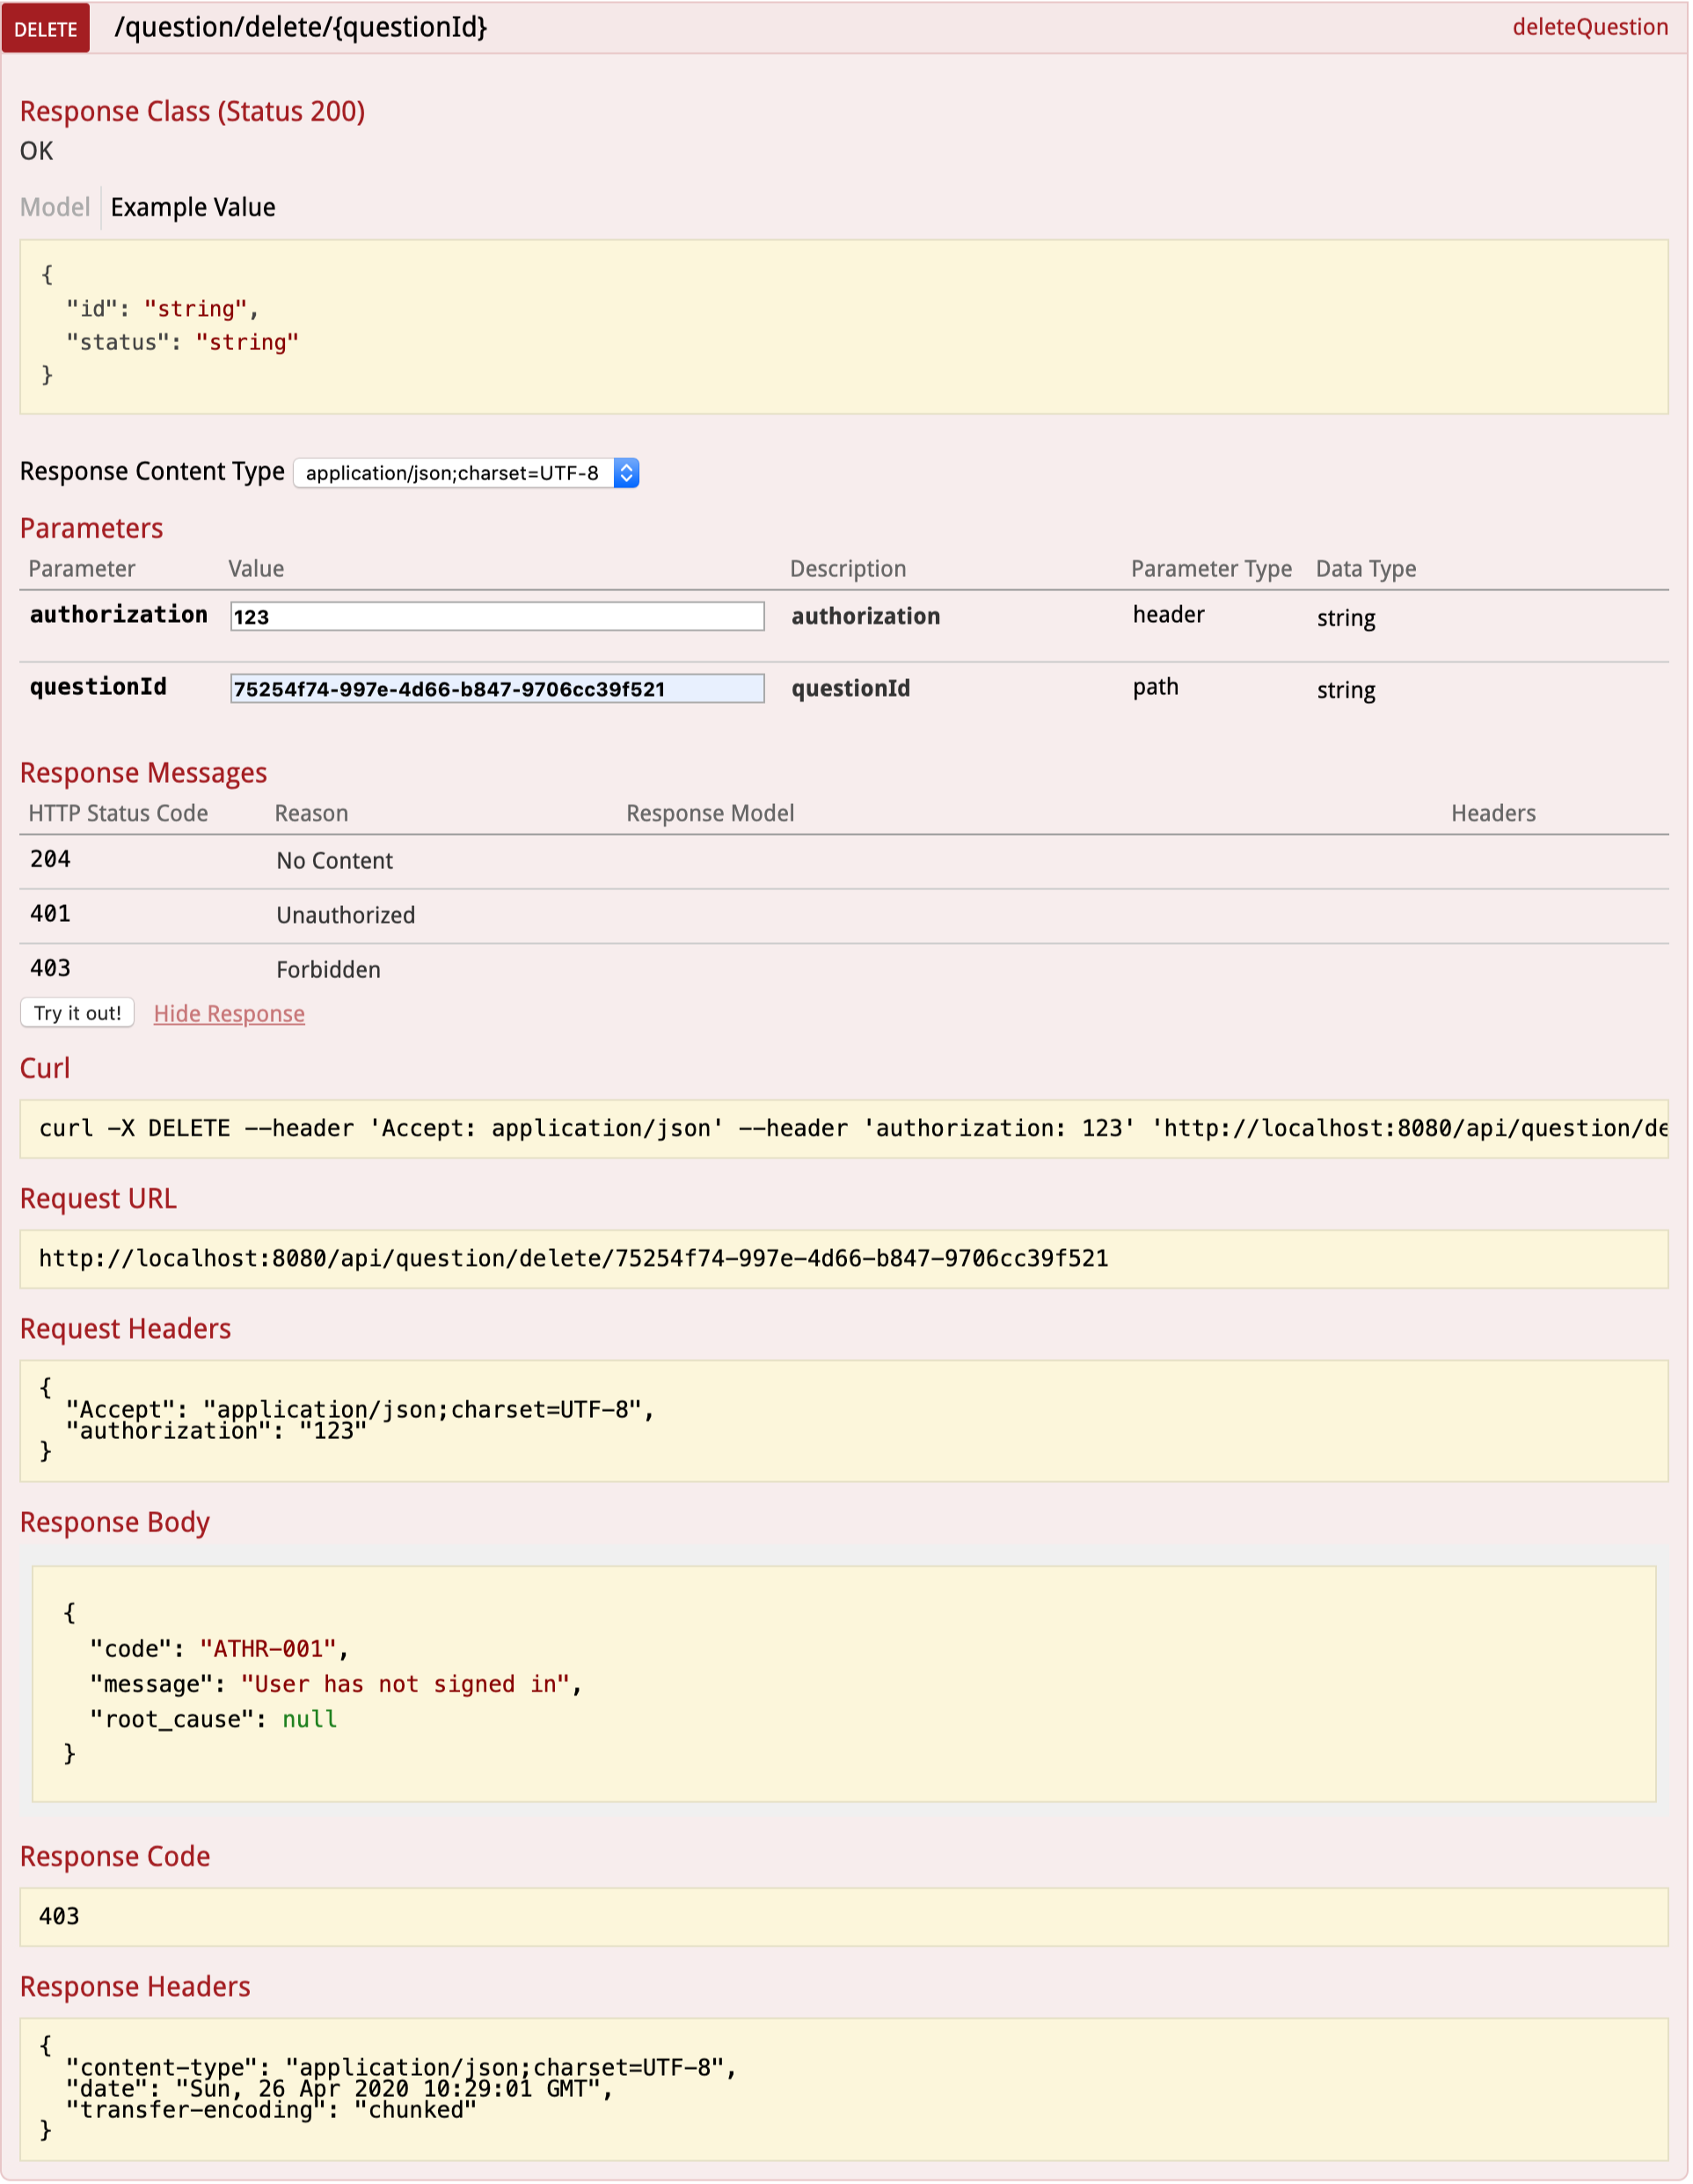 DELETE /question/delete/{questionId} deleteQuestion
Response Class (Status 200)
OK
Model Example Value
{
  "id": "string",
  "status": "string"
}
Response Content Type application/json;charset=UTF-8
Parameters
Parameter Value Description Parameter Type Data Type
authorization 123 authorization header string
questionId 75254f74-997e-4d66-b847-9706cc39f521 questionId path string
Response Messages
HTTP Status Code Reason Response Model Headers
204 No Content
401 Unauthorized
403 Forbidden
Try it out! Hide Response
Curl
curl -X DELETE --header 'Accept: application/json' --header 'authorization: 123' 'http://localhost:8080/api/question/de
Request URL
http://localhost:8080/api/question/delete/75254f74-997e-4d66-b847-9706cc39f521
Request Headers
{
  "Accept": "application/json;charset=UTF-8",
  "authorization": "123"
}
Response Body
{
  "code": "ATHR-001",
  "message": "User has not signed in",
  "root_cause": null
}
Response Code
403
Response Headers
{
  "content-type": "application/json;charset=UTF-8",
  "date": "Sun, 26 Apr 2020 10:29:01 GMT",
  "transfer-encoding": "chunked"
}